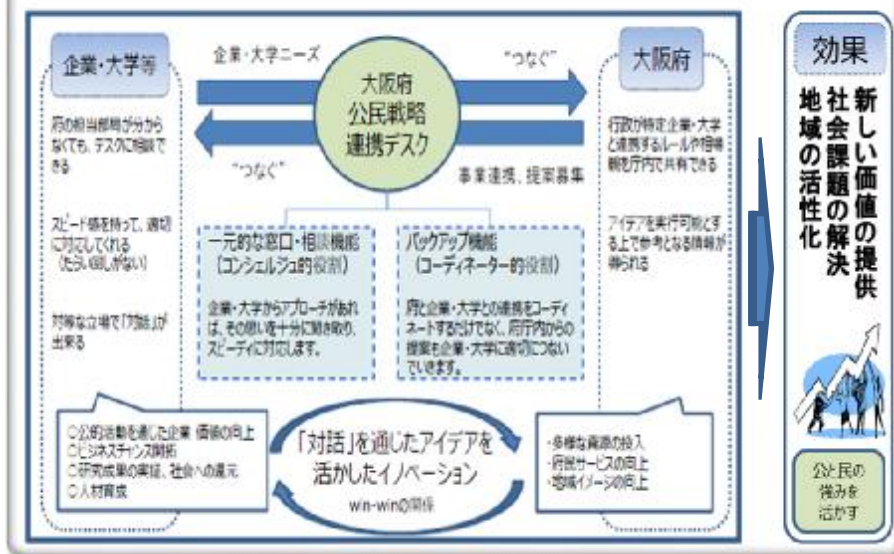 企業・大学等
府の担当部局が分から
なくても、デスクに相談で
きる
スピード感を持って、適切
に対応してくれる
(たらい回しがない)
対等な立場で「対話」が
出来る
企業・大学ニーズ
"つなぐ"
大阪府
公民戦略
連携デスク
"つなぐ"
事業連携、提案募集
大阪府
行政が特定企業・大学
と連携するルールや相場
観を庁内で共有できる
アイデアを実行可能とす
る上で参考となる情報が
得られる
一元的な窓口・相談機能
(コンシェルジュ的役割)
企業・大学からアプローチがあれ
ば、その思いを十分に聞き取り、
スピーディに対応します。
バックアップ機能
(コーディネーター的役割)
府と企業・大学との連携をコーディ
ネートするだけでなく、府庁内からの
提案も企業・大学に適切につない
でいきます。
○公的活動を通じた企業 価値の向上
○ビジネスチャンス開拓
○研究成果の実証、社会への還元
○人材育成
「対話」を通じたアイデアを
活かしたイノベーション
win-winの関係
・多様な資源の投入
・府民サービスの向上
・地域イメージの向上
効果
新しい価値の提供
社会課題の解決
地域の活性化
公と民の
強みを
活かす